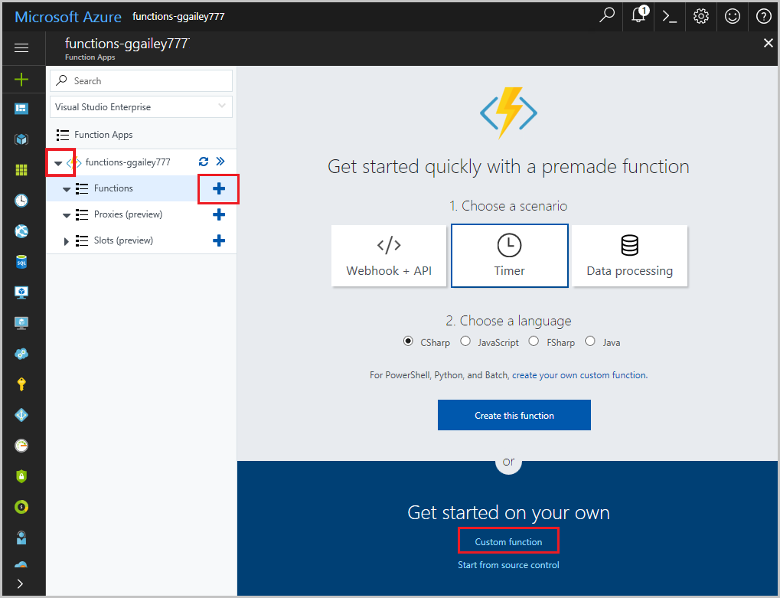 Microsoft Azure functions-ggailey777
1
functions-ggailey777
Function Apps
Search
Visual Studio Enterprise
Function Apps
functions-ggailey777
Functions
Proxies (preview)
Slots (preview)
Get started quickly with a premade function
1. Choose a scenario
Webhook + API
Timer
Data processing
2. Choose a language
CSharp JavaScript FSharp Java
For PowerShell, Python, and Batch, create your own custom function.
Create this function
or
Get started on your own
Custom function
Start from source control